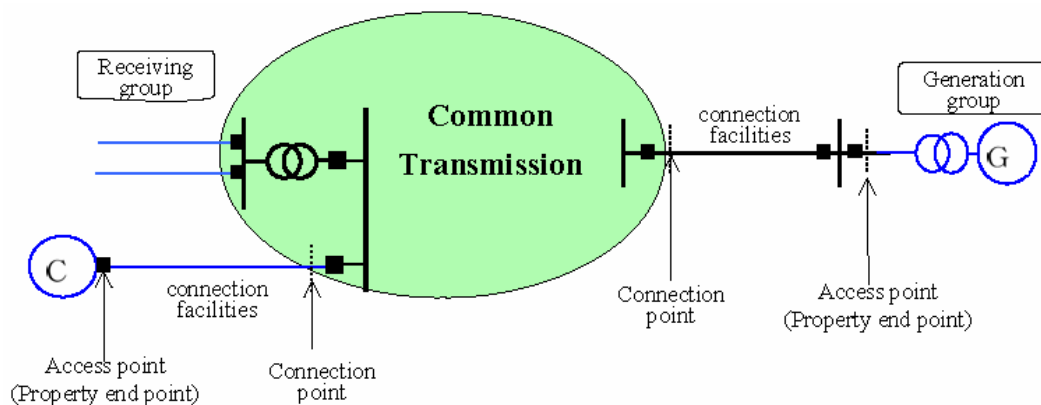 Receiving
group
Common
Transmission
connection
facilities
Generation
group
G
C
connection
facilities
Connection
point
Access point
(Property end point)
Access point
(Property end point)
Connection
point